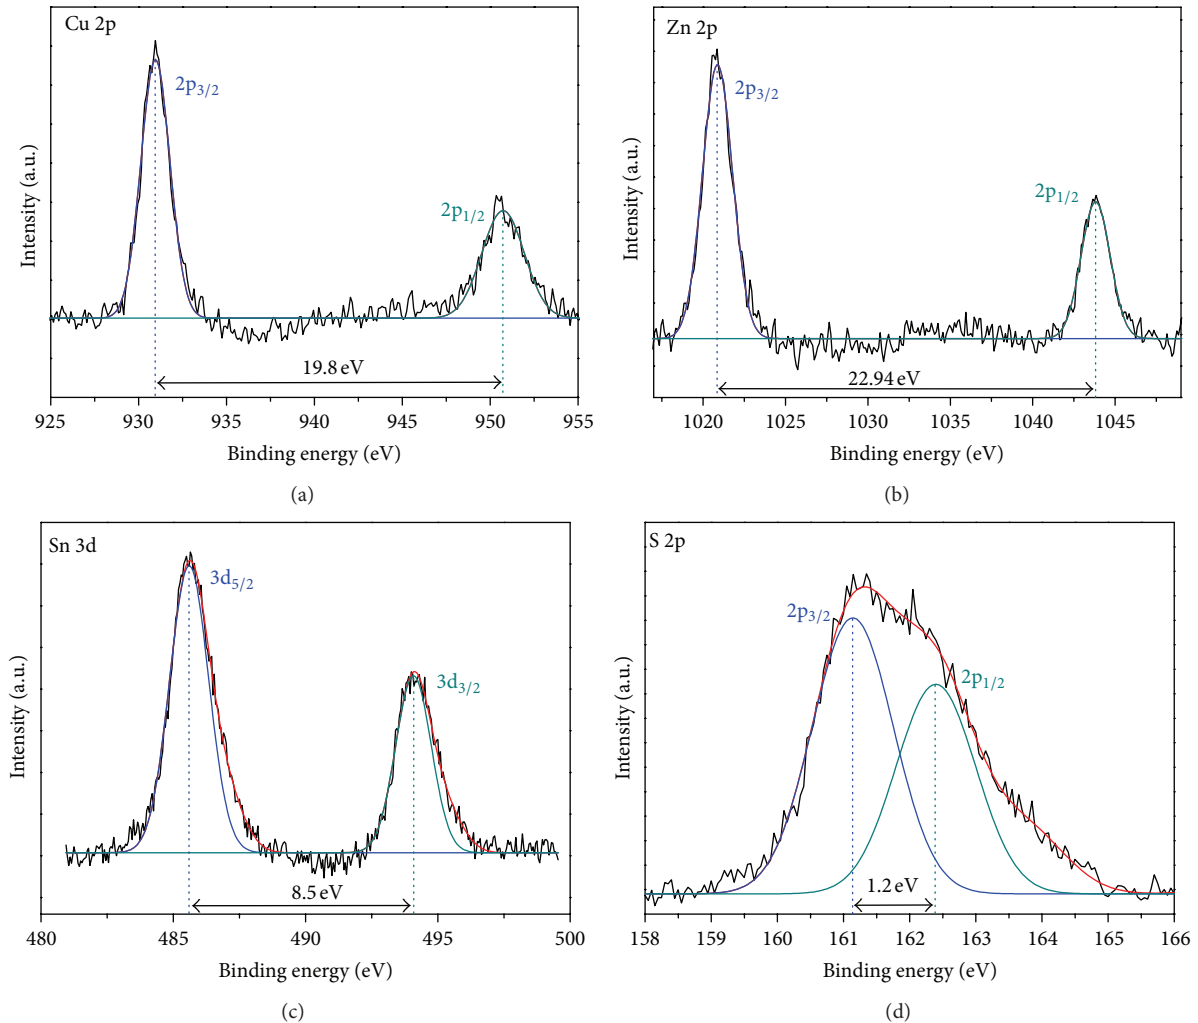 Cu 2p
2p3/2
2p1/2
19.8 eV
Intensity (a.u.)
925 930 935 940 945 950 955
Binding energy (eV)
(a)
Zn 2p
2p3/2
2p1/2
22.94 eV
Intensity (a.u.)
1020 1025 1030 1035 1040 1045
Binding energy (eV)
(b)
Sn 3d
3d5/2
3d3/2
8.5 eV
Intensity (a.u.)
480 485 490 495 500
Binding energy (eV)
(c)
S 2p
2p3/2
2p1/2
1.2 eV
Intensity (a.u.)
158 159 160 161 162 163 164 165 166
Binding energy (eV)
(d)